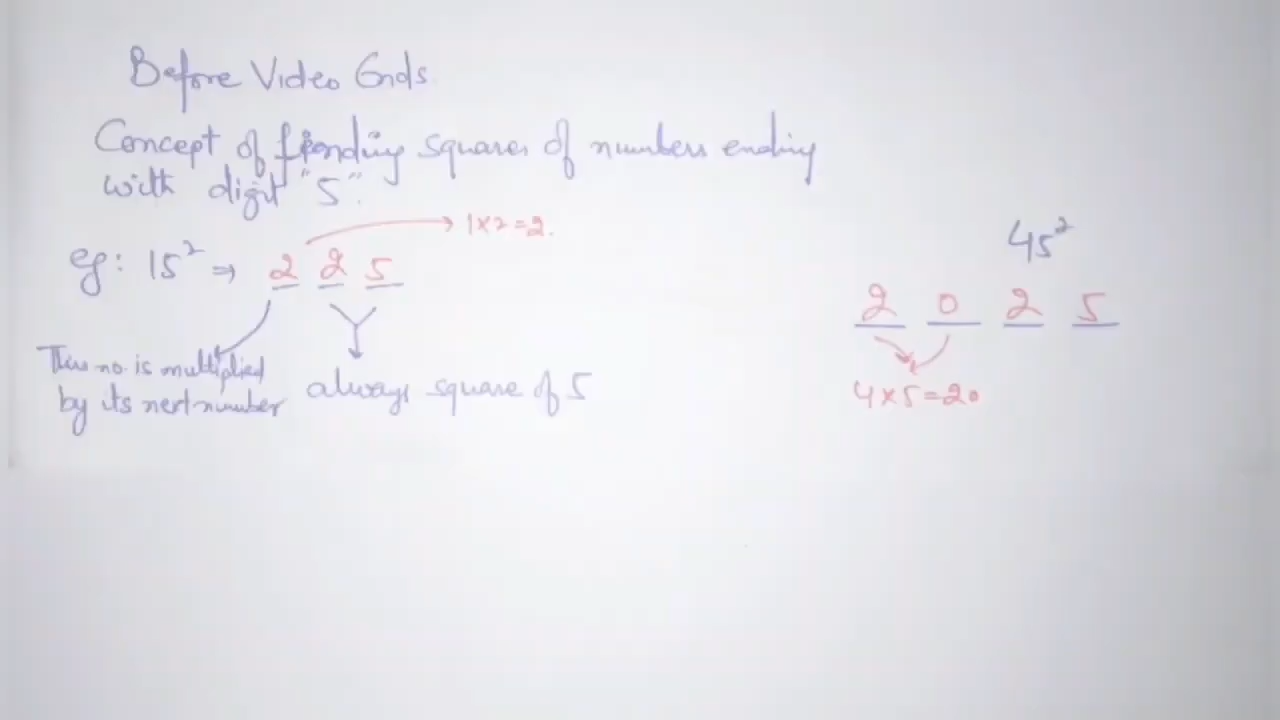 Before Video Ends.
Concept of finding squares of numbers ending
with digit "5".
1×2=2.
eg: 15² ⇒ 2 2 5
This no. is multiplied
by its next number
always square of 5
45²
2 0 2 5
4×5=20